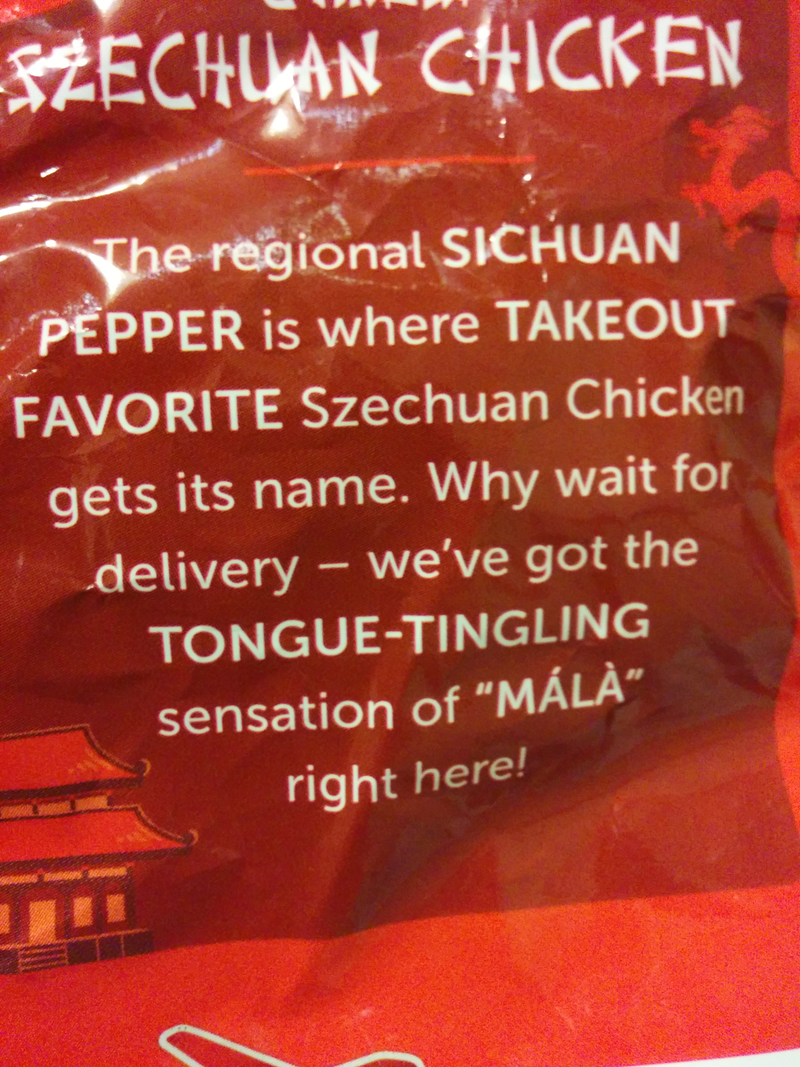 SZECHUAN CHICKEN
The regional SICHUAN
PEPPER is where TAKEOUT
FAVORITE Szechuan Chicken
gets its name. Why wait for
delivery – we've got the
TONGUE-TINGLING
sensation of “MÁLÀ”
right here!